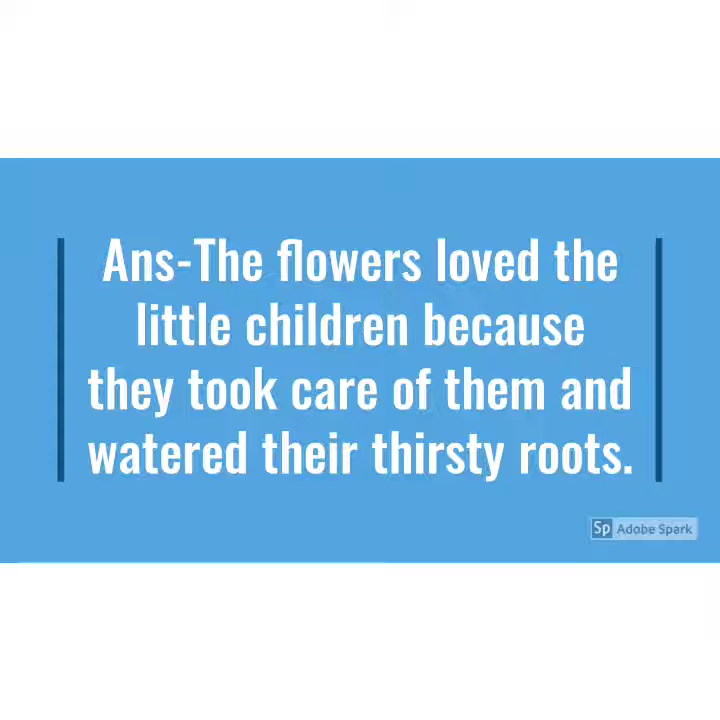 Ans-The flowers loved the
little children because
they took care of them and
watered their thirsty roots.
Sp Adobe Spark